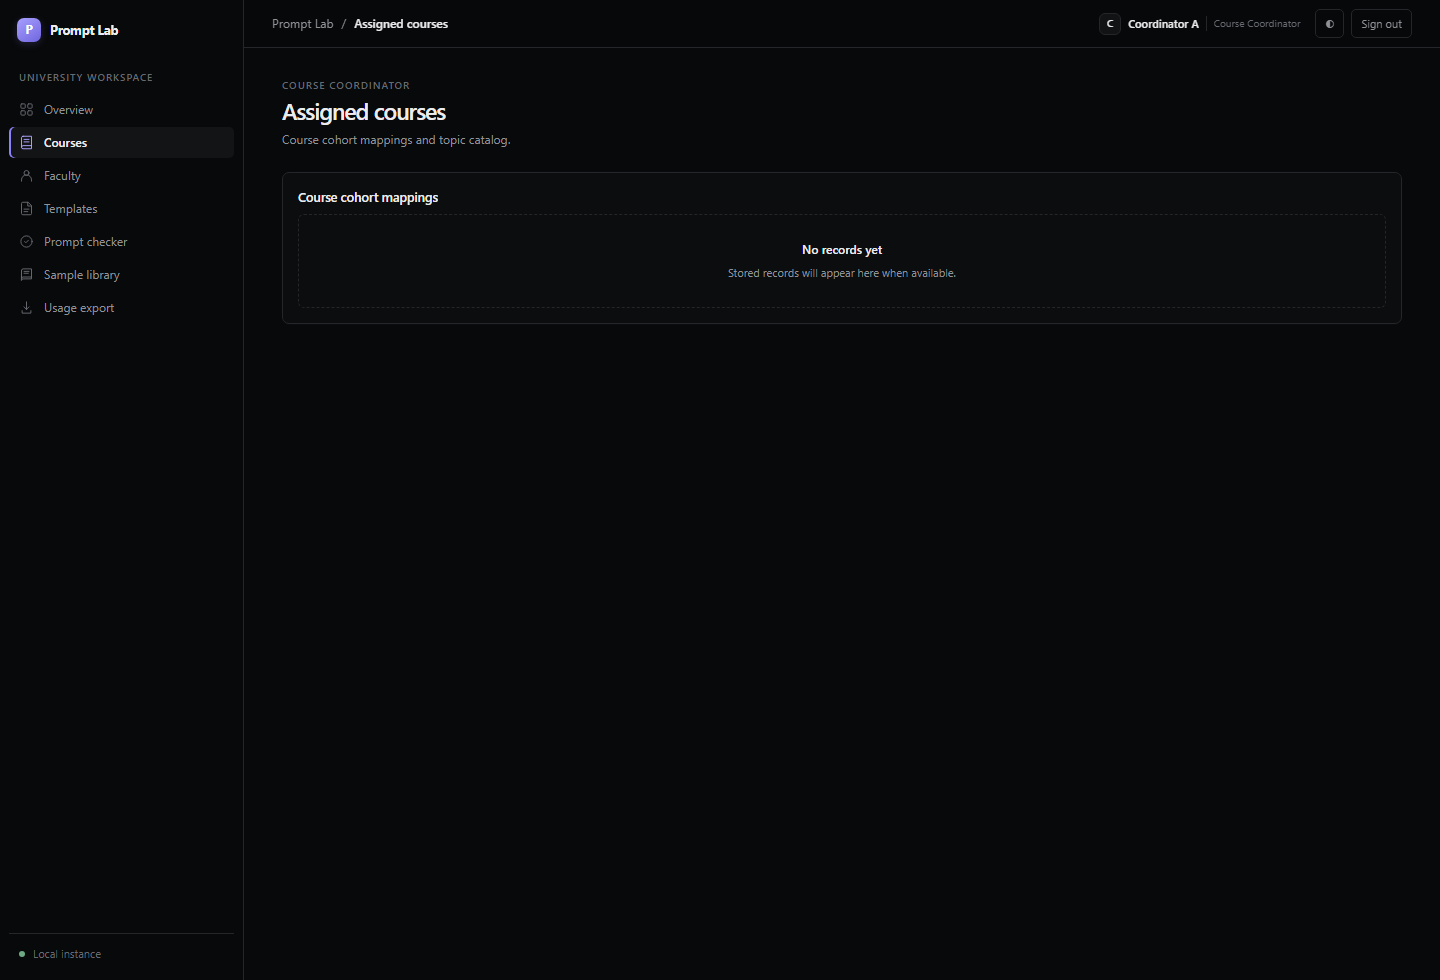 P Prompt Lab
UNIVERSITY WORKSPACE
Overview
Courses
Faculty
Templates
Prompt checker
Sample library
Usage export
Local instance
Prompt Lab / Assigned courses
C Coordinator A Course Coordinator Sign out
COURSE COORDINATOR
Assigned courses
Course cohort mappings and topic catalog.
Course cohort mappings
No records yet
Stored records will appear here when available.